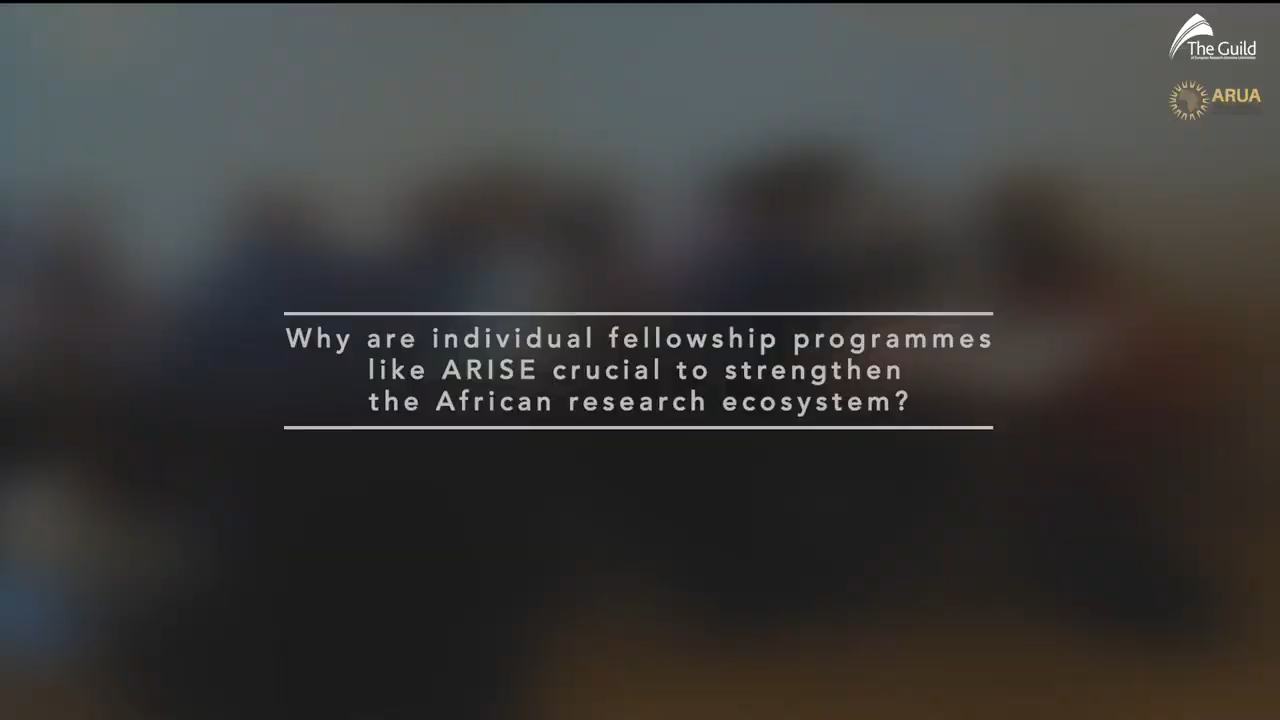 The Guild
ARUA
Why are individual fellowship programmes
like ARISE crucial to strengthen
the African research ecosystem?